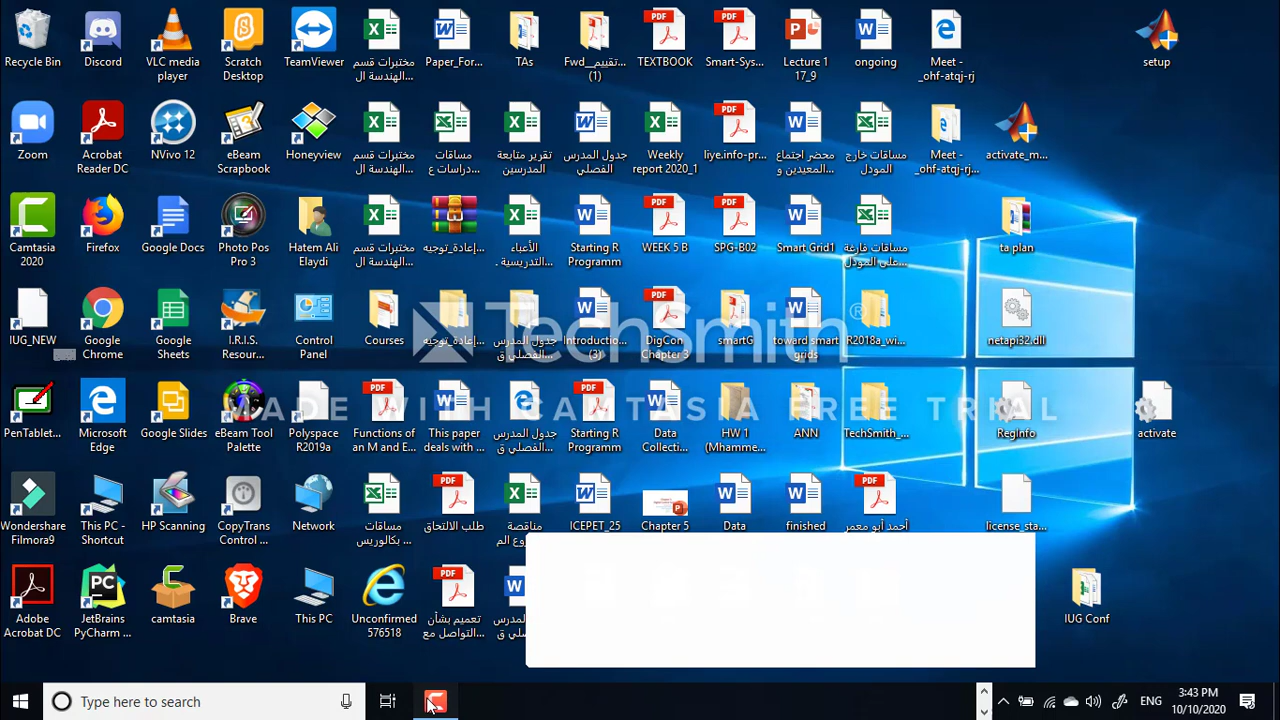 Recycle Bin
Discord
VLC media
player
Scratch
Desktop
TeamViewer
مختبرات قسم
الهندسة ال
Paper_For...
TAs
Fwd__تقييم...
(1)
TEXTBOOK
Smart-Sys...
Lecture 1
17_9
ongoing
Meet -
_ohf-atqj-rj
setup
Zoom
Acrobat
Reader DC
NVivo 12
eBeam
Scrapbook
Honeyview
مختبرات قسم
الهندسة ال
مساقات
دراسات ع
تقرير متابعة
المدرسين
جدول المدرس
الفصلي
Weekly
report 2020_1
liye.info-pr...
محضر اجتماع
المعيدين و
مساقات خارج
المودل
Meet -
_ohf-atqj-rj...
activate_m...
Camtasia
2020
Firefox
Google Docs
Photo Pos
Pro 3
Hatem Ali
Elaydi
مختبرات قسم
الهندسة ال
إعادة_توجيه...
الأعباء
التدريسية .
Starting R
Programm
WEEK 5 B
SPG-B02
Smart Grid1
مساقات فارغة
على المودل
ta plan
IUG_NEW
Google
Chrome
Google
Sheets
I.R.I.S.
Resour...
Control
Panel
Courses
إعادة_توجيه...
جدول المدرس
الفصلي ق...
Introductio...
(3)
DigCon
Chapter 3
smartG
toward smart
grids
R2018a_wi...
netapi32.dll
TechSmith®
MADE WITH CAMTASIA FREE TRIAL
PenTablet...
Microsoft
Edge
Google Slides
eBeam Tool
Palette
Polyspace
R2019a
Functions of
an M and E...
This paper
deals with ...
جدول المدرس
الفصلي ق...
Starting R
Programm
Data
Collecti...
HW 1
(Mhamme...
ANN
TechSmith_...
RegInfo
activate
Wondershare
Filmora9
This PC -
Shortcut
HP Scanning
CopyTrans
Control ...
Network
مساقات
بكالوريس ...
طلب الالتحاق
مناقصة
ICEPET_25
Chapter 5
Data
finished
أحمد أبو معمر
license_sta...
Adobe
Acrobat DC
JetBrains
PyCharm ...
camtasia
Brave
This PC
Unconfirmed
576518
تعميم بشأن
التواصل مع
IUG Conf
Type here to search
ENG
3:43 PM
10/10/2020